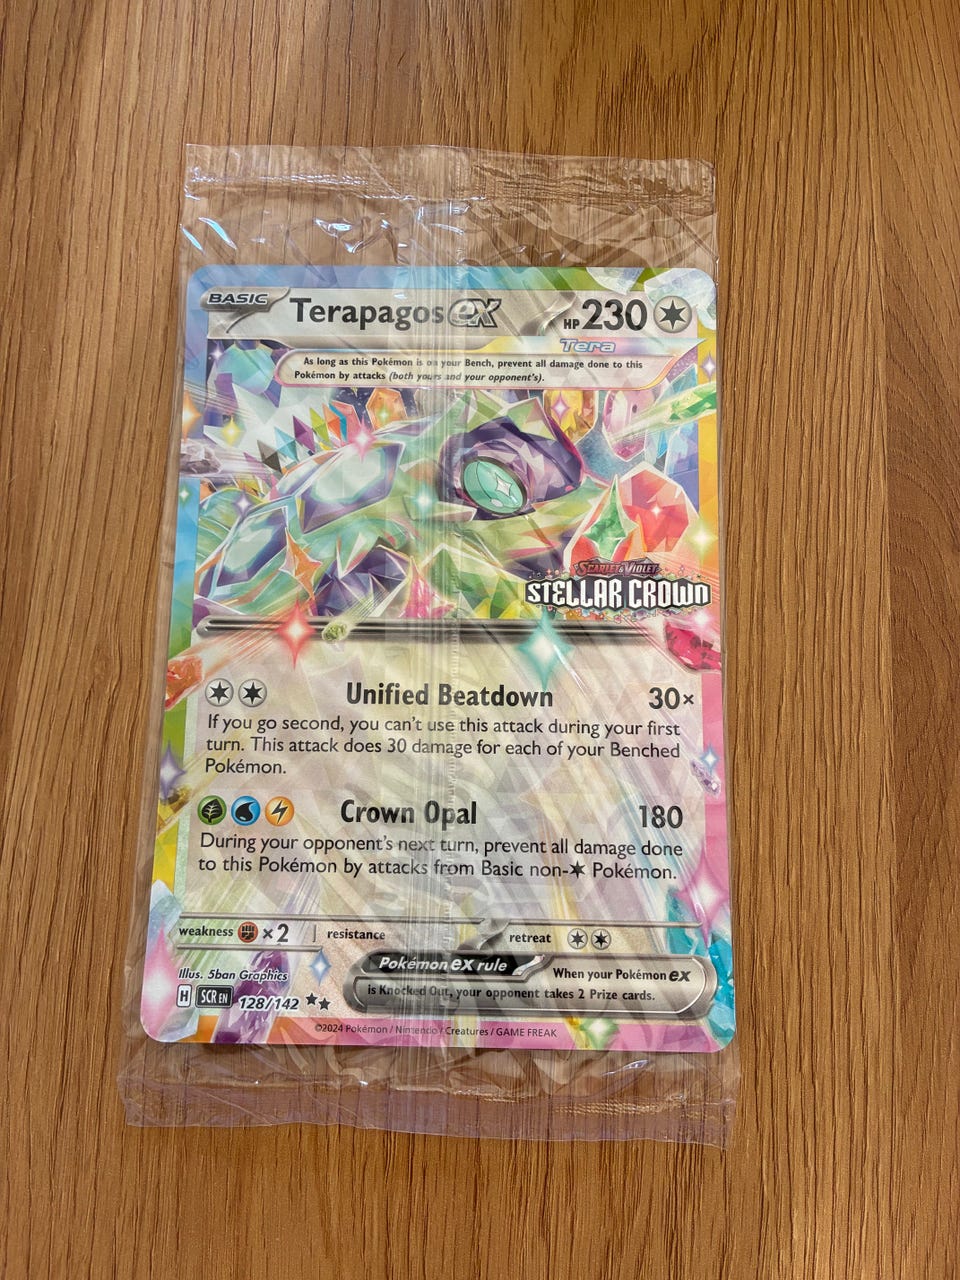 BASIC Terapagos ex HP 230
Tera
As long as this Pokémon is on your Bench, prevent all damage done to this
Pokémon by attacks (both yours and your opponent's).
SCARLET & VIOLET
STELLAR CROWN
Unified Beatdown 30×
If you go second, you can't use this attack during your first
turn. This attack does 30 damage for each of your Benched
Pokémon.
Crown Opal 180
During your opponent's next turn, prevent all damage done
to this Pokémon by attacks from Basic non- Pokémon.
weakness ×2 resistance retreat
Illus. 5ban Graphics
Pokémon ex rule
When your Pokémon ex
is Knocked Out, your opponent takes 2 Prize cards.
H SCR EN 128/142
©2024 Pokémon / Nintendo / Creatures / GAME FREAK